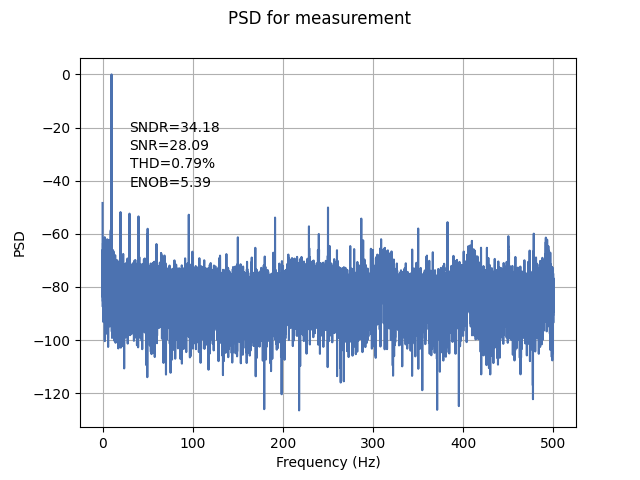 PSD for measurement
0
−20
−40
−60
−80
−100
−120
PSD
SNDR=34.18
SNR=28.09
THD=0.79%
ENOB=5.39
0 100 200 300 400 500
Frequency (Hz)